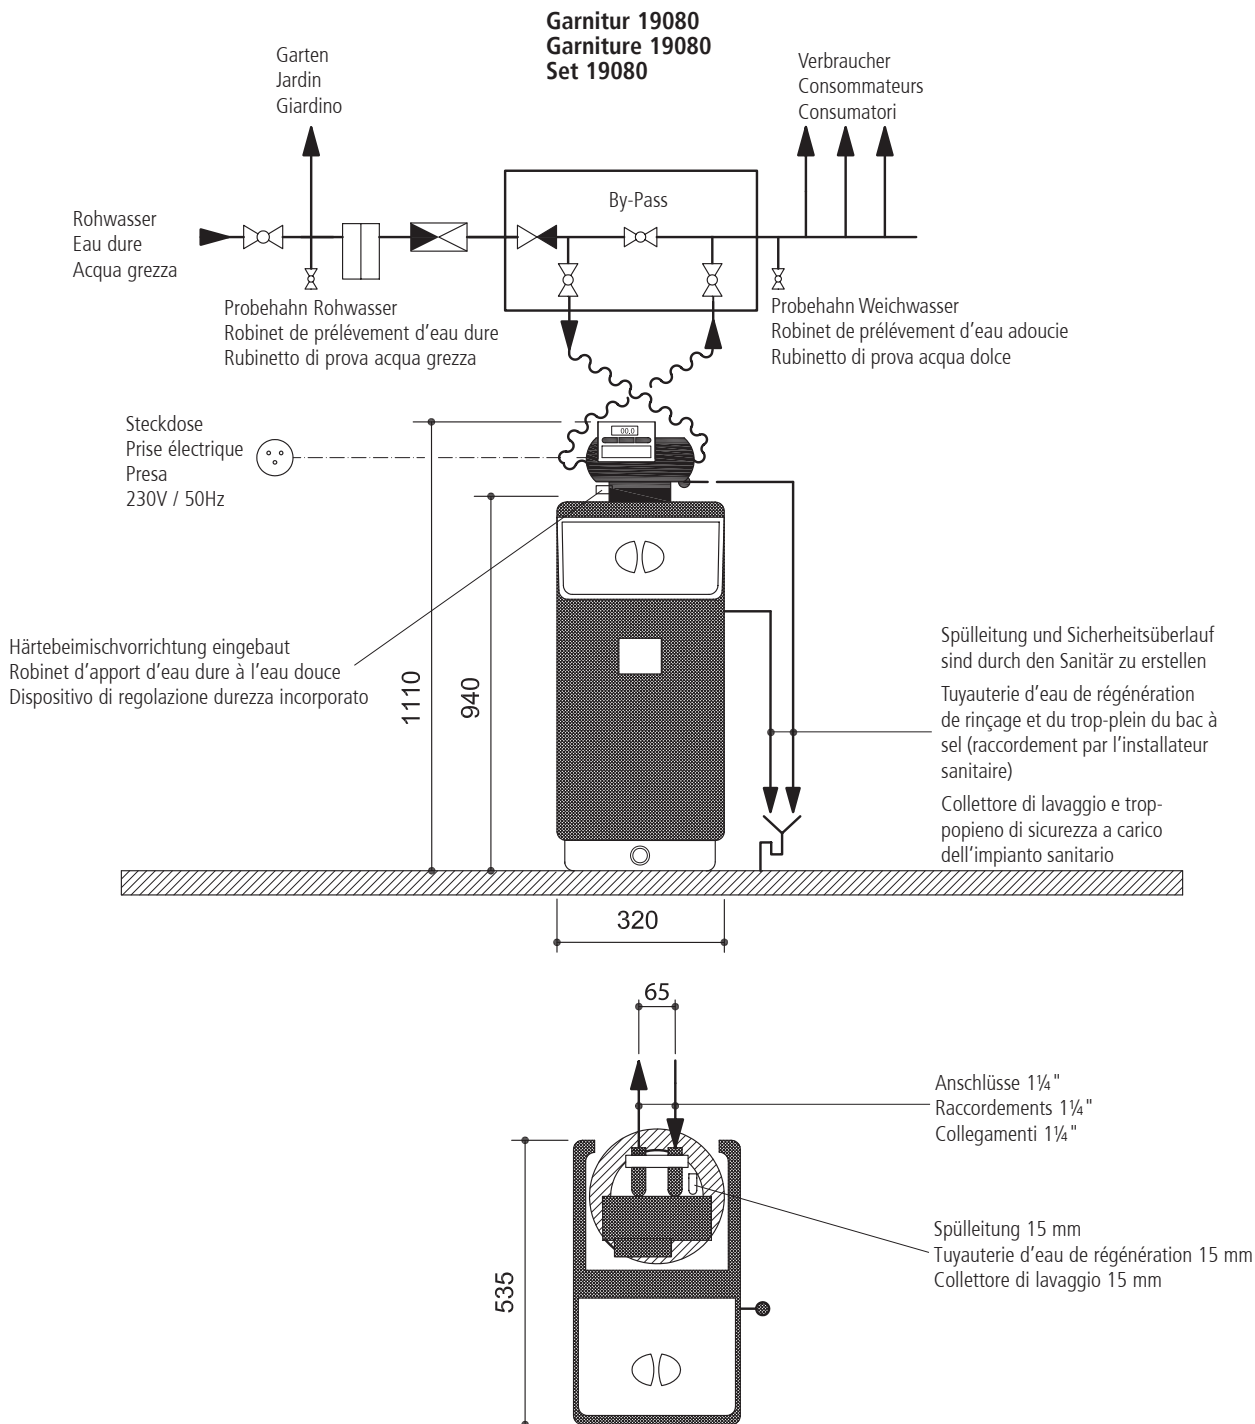 Garnitur 19080
Garniture 19080
Set 19080
Garten
Jardin
Giardino
Verbraucher
Consommateurs
Consumatori
By-Pass
Rohwasser
Eau dure
Acqua grezza
Probehahn Rohwasser
Robinet de prélévement d'eau dure
Rubinetto di prova acqua grezza
Probehahn Weichwasser
Robinet de prélévement d'eau adoucie
Rubinetto di prova acqua dolce
Steckdose
Prise électrique
Presa
230V / 50Hz
00.0
Härtebeimischvorrichtung eingebaut
Robinet d'apport d'eau dure à l'eau douce
Dispositivo di regolazione durezza incorporato
1110
940
Spülleitung und Sicherheitsüberlauf
sind durch den Sanitär zu erstellen
Tuyauterie d'eau de régénération
de rinçage et du trop-plein du bac à
sel (raccordement par l'installateur
sanitaire)
Collettore di lavaggio e trop-
popieno di sicurezza a carico
dell'impianto sanitario
320
65
Anschlüsse 1¼"
Raccordements 1¼"
Collegamenti 1¼"
535
Spülleitung 15 mm
Tuyauterie d'eau de régénération 15 mm
Collettore di lavaggio 15 mm